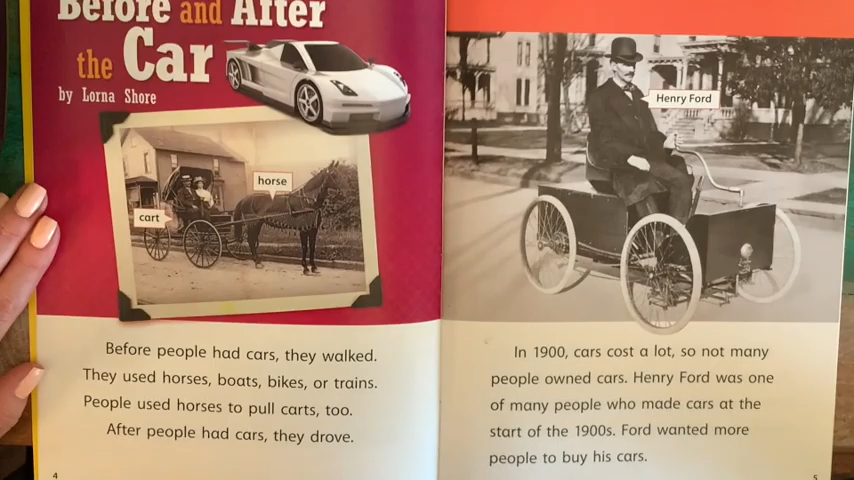 Before and After
the Car
by Lorna Shore
cart
horse
Before people had cars, they walked.
They used horses, boats, bikes, or trains.
People used horses to pull carts, too.
After people had cars, they drove.
4
Henry Ford
In 1900, cars cost a lot, so not many
people owned cars. Henry Ford was one
of many people who made cars at the
start of the 1900s. Ford wanted more
people to buy his cars.
5